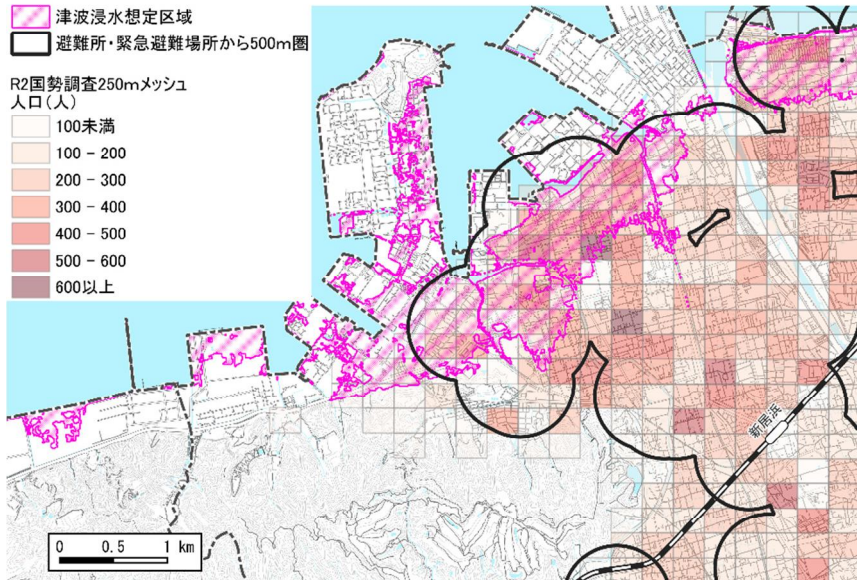 津波浸水想定区域
避難所・緊急避難場所から500m圏
R2国勢調査250mメッシュ
人口(人)
100未満
100 - 200
200 - 300
300 - 400
400 - 500
500 - 600
600以上
新居浜
0 0.5 1 km